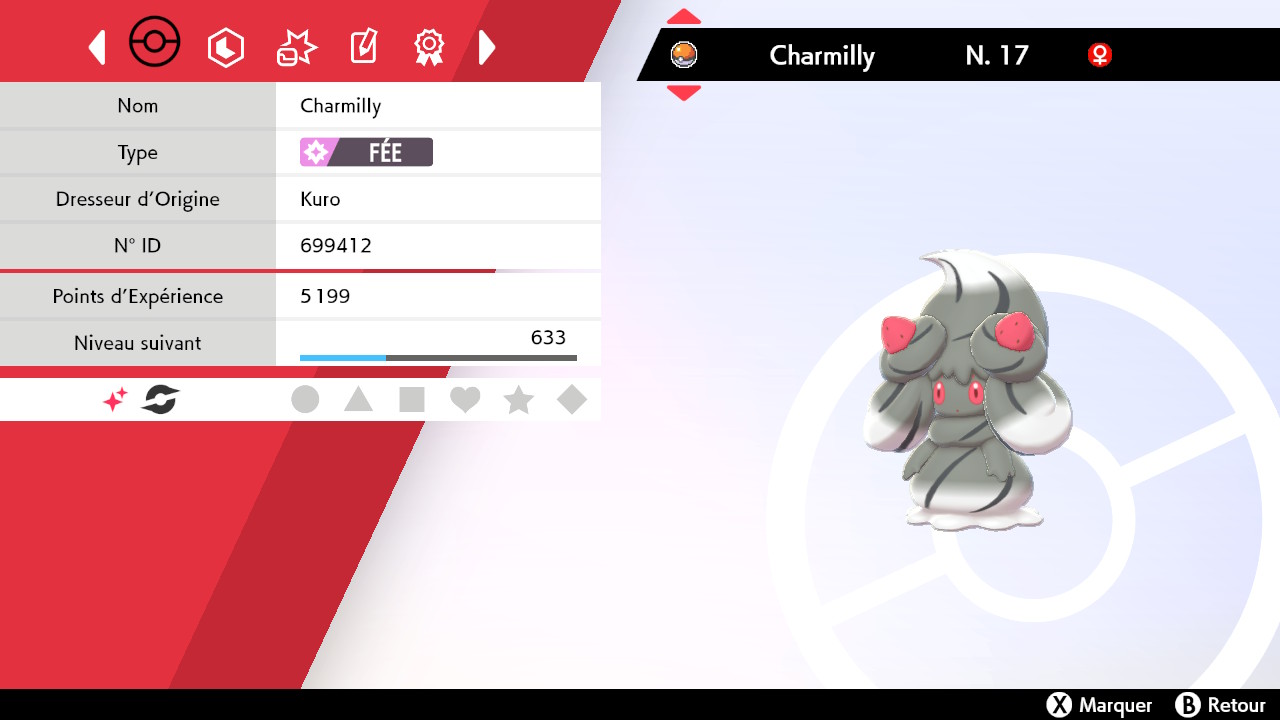 Charmilly N. 17
Nom Charmilly
Type FÉE
Dresseur d'Origine Kuro
N° ID 699412
Points d'Expérience 5 199
Niveau suivant 633
X Marquer B Retour